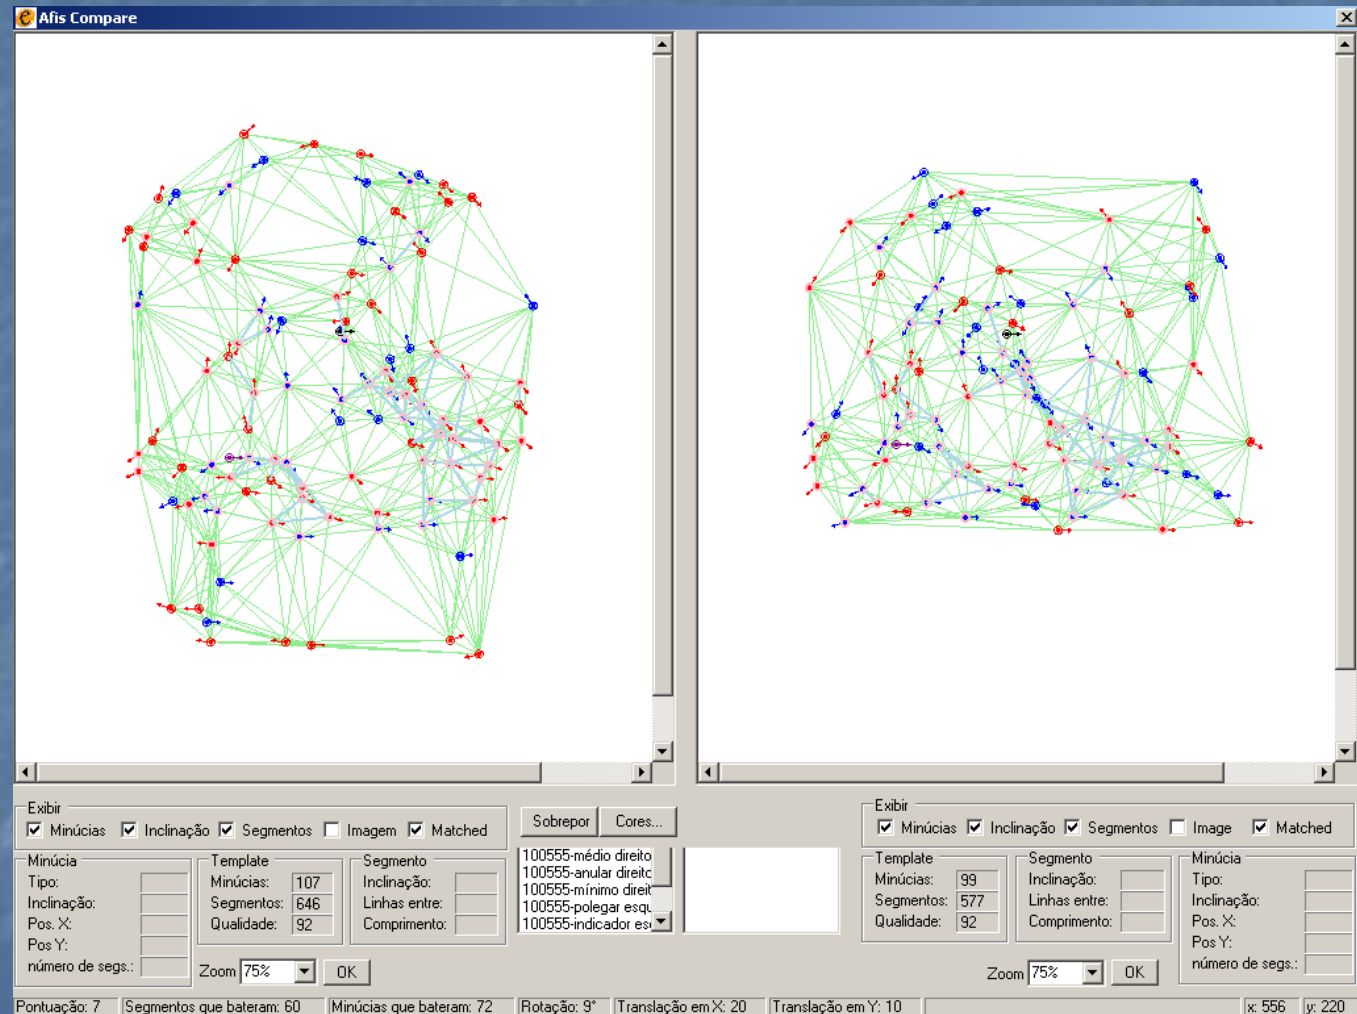 Afis Compare
Exibir
Minúcias Inclinação Segmentos Imagem Matched
Minúcia
Tipo:
Inclinação:
Pos. X:
Pos Y:
número de segs.:
Template
Minúcias: 107
Segmentos: 646
Qualidade: 92
Segmento
Inclinação:
Linhas entre:
Comprimento:
Zoom 75% OK
Sobrepor Cores...
100555-médio direito
100555-anular direito
100555-mínimo direit
100555-polegar esqu
100555-indicador es
Exibir
Minúcias Inclinação Segmentos Image Matched
Template
Minúcias: 99
Segmentos: 577
Qualidade: 92
Segmento
Inclinação:
Linhas entre:
Comprimento:
Minúcia
Tipo:
Inclinação:
Pos. X:
Pos Y:
número de segs.:
Zoom 75% OK
Pontuação: 7 Segmentos que bateram: 60 Minúcias que bateram: 72 Rotação: 9° Translação em X: 20 Translação em Y: 10 x: 556 y: 220